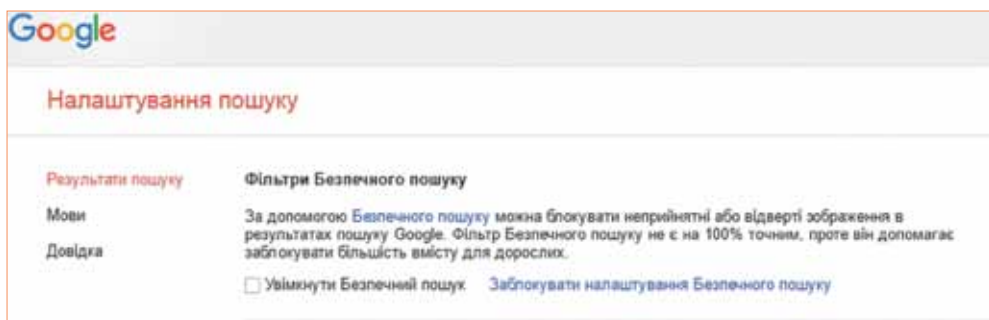 Google
Налаштування пошуку
Результати пошуку
Мови
Довідка
Фільтри Безпечного пошуку
За допомогою Безпечного пошуку можна блокувати неприйнятні або відверті зображення в
результатах пошуку Google. Фільтр Безпечного пошуку не є на 100% точним, проте він допомагає
заблокувати більшість вмісту для дорослих.
Увімкнути Безпечний пошук Заблокувати налаштування Безпечного пошуку